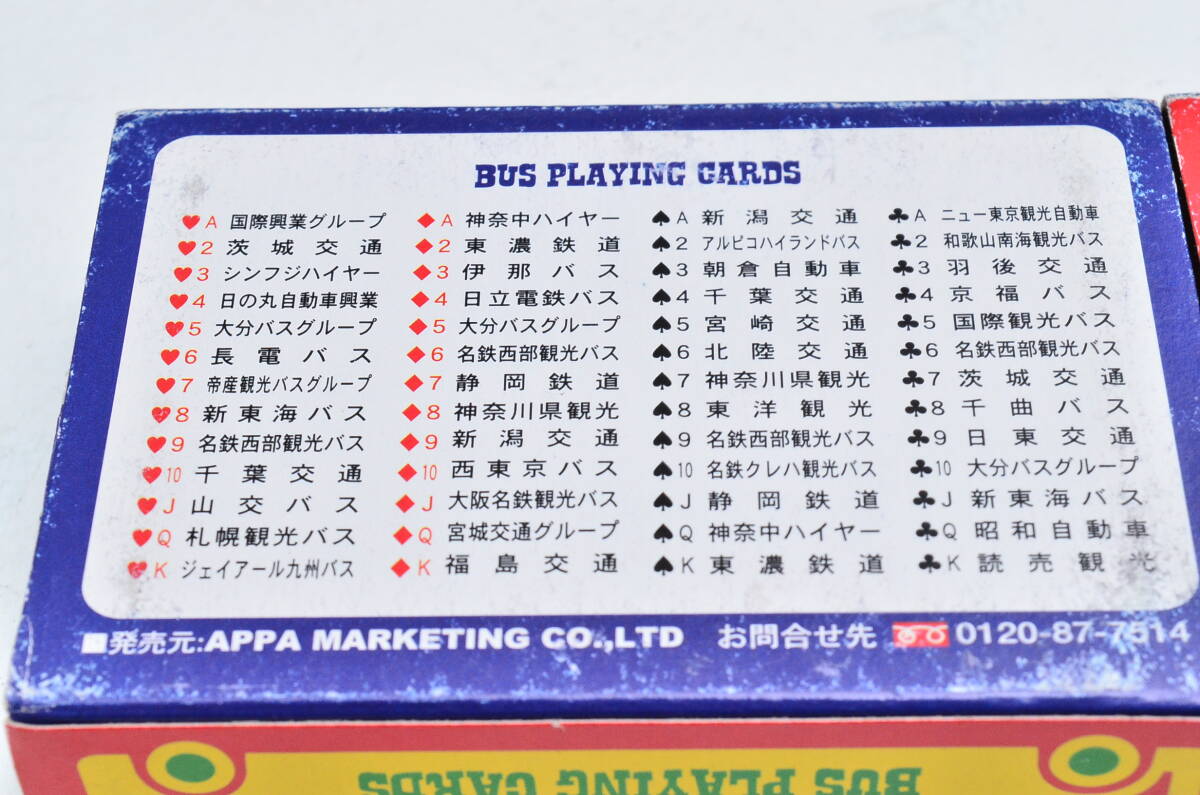 BUS PLAYING CARDS
♥A 国際興業グループ ♦A 神奈中ハイヤー ♠A 新潟交通 ♣A ニュー東京観光自動車
♥2 茨城交通 ♦2 東濃鉄道 ♠2 アルピコハイランドバス ♣2 和歌山南海観光バス
♥3 シンフジハイヤー ♦3 伊那バス ♠3 朝倉自動車 ♣3 羽後交通
♥4 日の丸自動車興業 ♦4 日立電鉄バス ♠4 千葉交通 ♣4 京福バス
♥5 大分バスグループ ♦5 大分バスグループ ♠5 宮崎交通 ♣5 国際観光バス
♥6 長電バス ♦6 名鉄西部観光バス ♠6 北陸交通 ♣6 名鉄西部観光バス
♥7 帝産観光バスグループ ♦7 静岡鉄道 ♠7 神奈川県観光 ♣7 茨城交通
♥8 新東海バス ♦8 神奈川県観光 ♠8 東洋観光 ♣8 千曲バス
♥9 名鉄西部観光バス ♦9 新潟交通 ♠9 名鉄西部観光バス ♣9 日東交通
♥10 千葉交通 ♦10 西東京バス ♠10 名鉄クレハ観光バス ♣10 大分バスグループ
♥J 山交バス ♦J 大阪名鉄観光バス ♠J 静岡鉄道 ♣J 新東海バス
♥Q 札幌観光バス ♦Q 宮城交通グループ ♠Q 神奈中ハイヤー ♣Q 昭和自動車
♥K ジェイアール九州バス ♦K 福島交通 ♠K 東濃鉄道 ♣K 読売観光
■発売元:APPA MARKETING CO.,LTD お問合せ先 0120-87-7514
BUS PLAYING CARDS